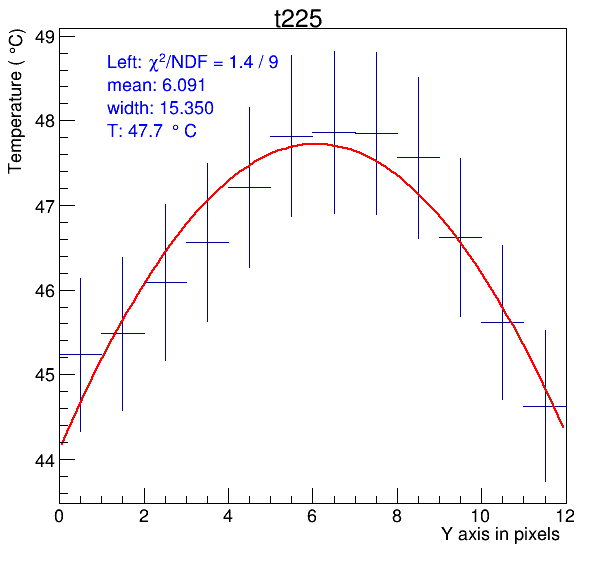 t225
Temperature ( °C)
Left: χ²/NDF = 1.4 / 9
mean: 6.091
width: 15.350
T: 47.7 ° C
49
48
47
46
45
44
0 2 4 6 8 10 12
Y axis in pixels